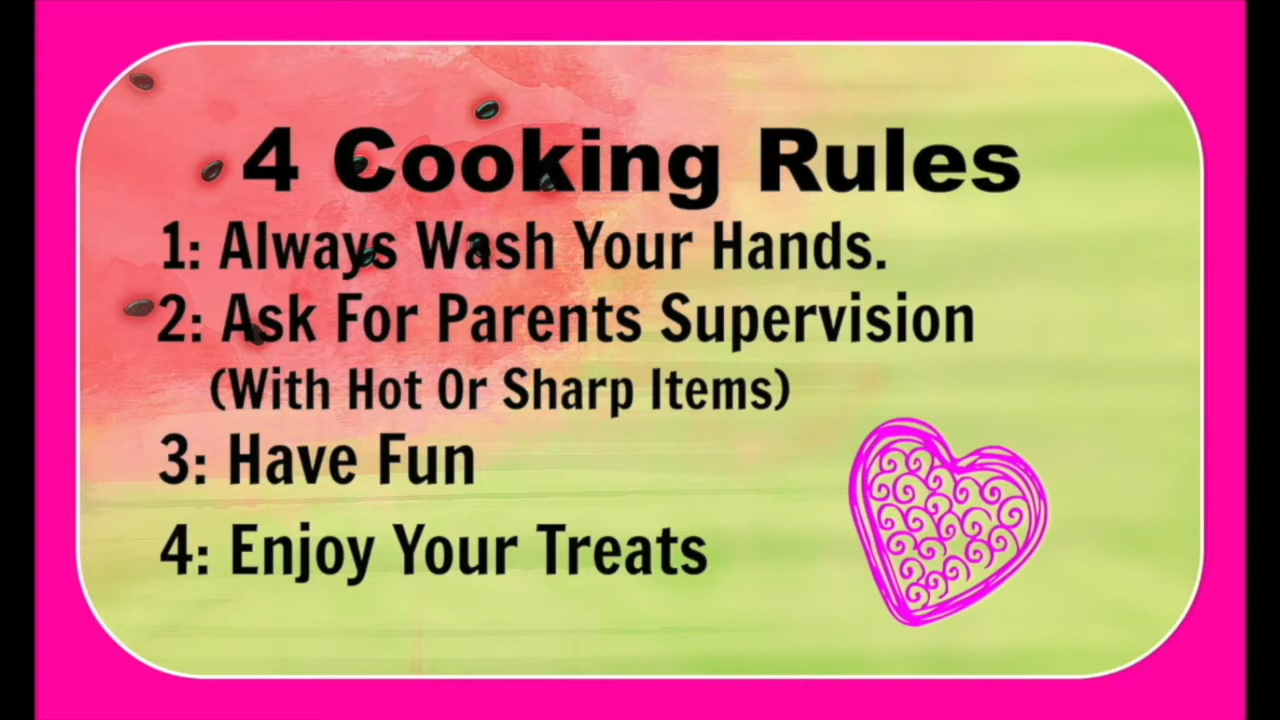 4 Cooking Rules
1: Always Wash Your Hands.
2: Ask For Parents Supervision
(With Hot Or Sharp Items)
3: Have Fun
4: Enjoy Your Treats